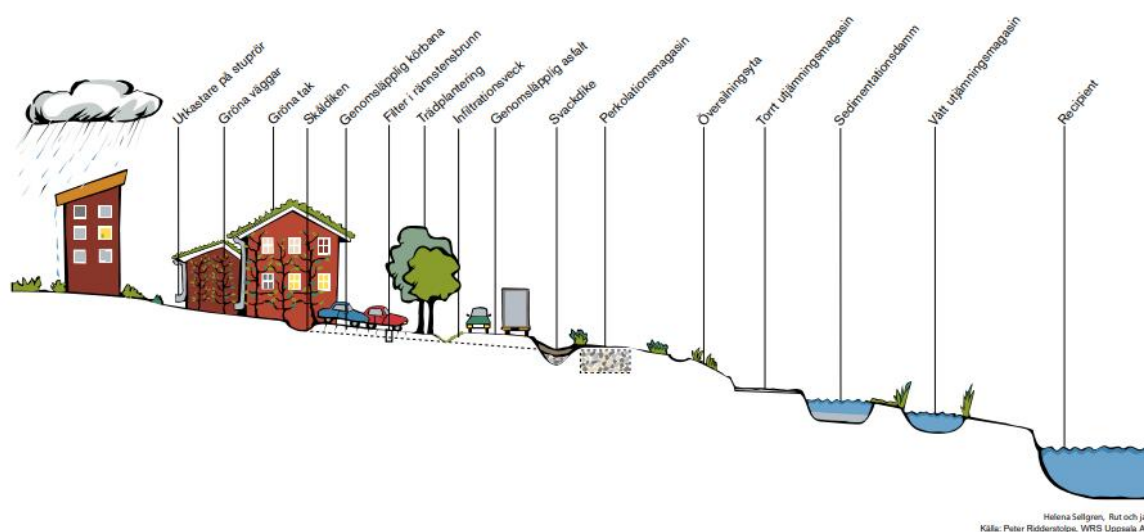 Utkastare på stuprör
Gröna väggar
Gröna tak
Skåldiken
Genomsläpplig körbana
Filter i rännstensbrunn
Trädplantering
Infiltrationsveck
Genomsläpplig asfalt
Svackdike
Perkolationsmagasin
Översilningsyta
Torrt utjämningsmagasin
Sedimentationsdamm
Vått utjämningsmagasin
Recipient
Helena Sellgren, Rut och
Källa: Peter Ridderstolpe, WRS Uppsala